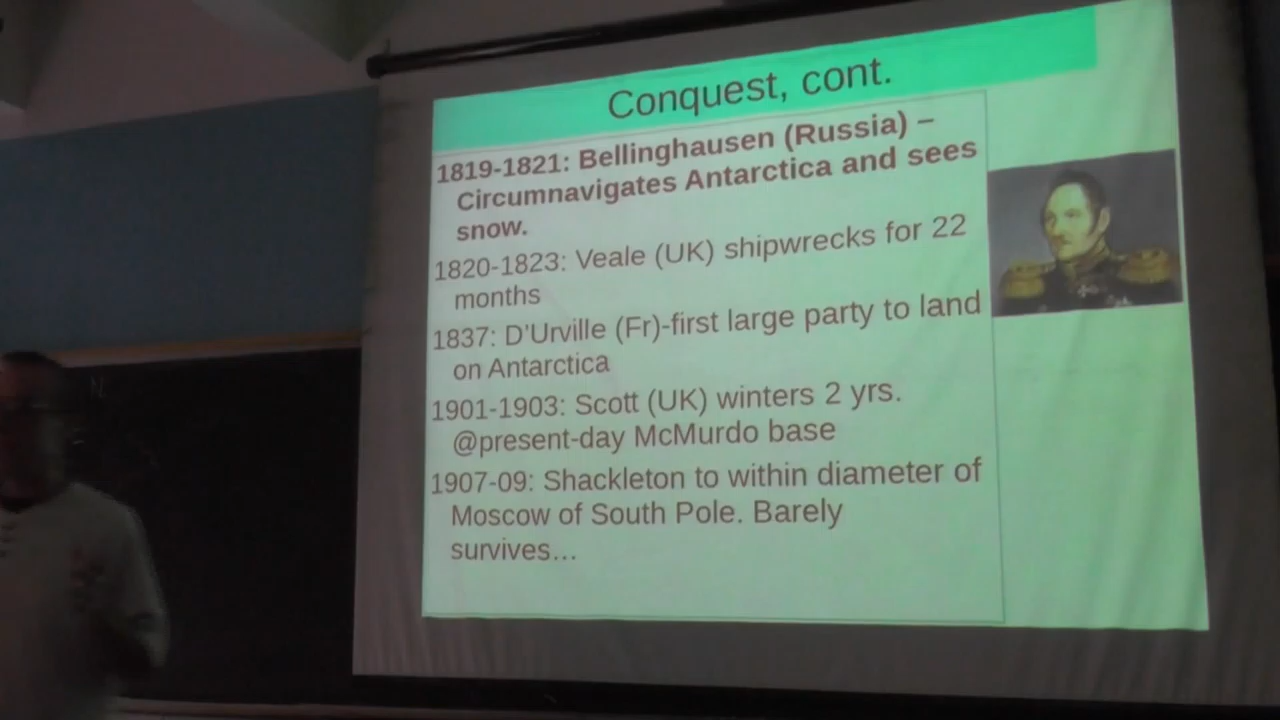 Conquest, cont.
1819-1821: Bellinghausen (Russia) –
Circumnavigates Antarctica and sees
snow.
1820-1823: Veale (UK) shipwrecks for 22
months
1837: D'Urville (Fr)-first large party to land
on Antarctica
1901-1903: Scott (UK) winters 2 yrs.
@present-day McMurdo base
1907-09: Shackleton to within diameter of
Moscow of South Pole. Barely
survives…